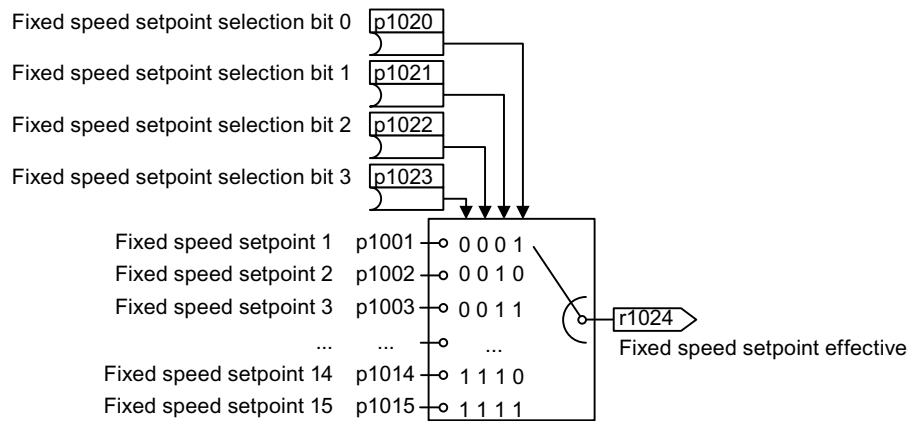 Fixed speed setpoint selection bit 0 p1020
Fixed speed setpoint selection bit 1 p1021
Fixed speed setpoint selection bit 2 p1022
Fixed speed setpoint selection bit 3 p1023
Fixed speed setpoint 1 p1001 0 0 0 1
Fixed speed setpoint 2 p1002 0 0 1 0
Fixed speed setpoint 3 p1003 0 0 1 1
r1024
... ... ...
Fixed speed setpoint effective
Fixed speed setpoint 14 p1014 1 1 1 0
Fixed speed setpoint 15 p1015 1 1 1 1